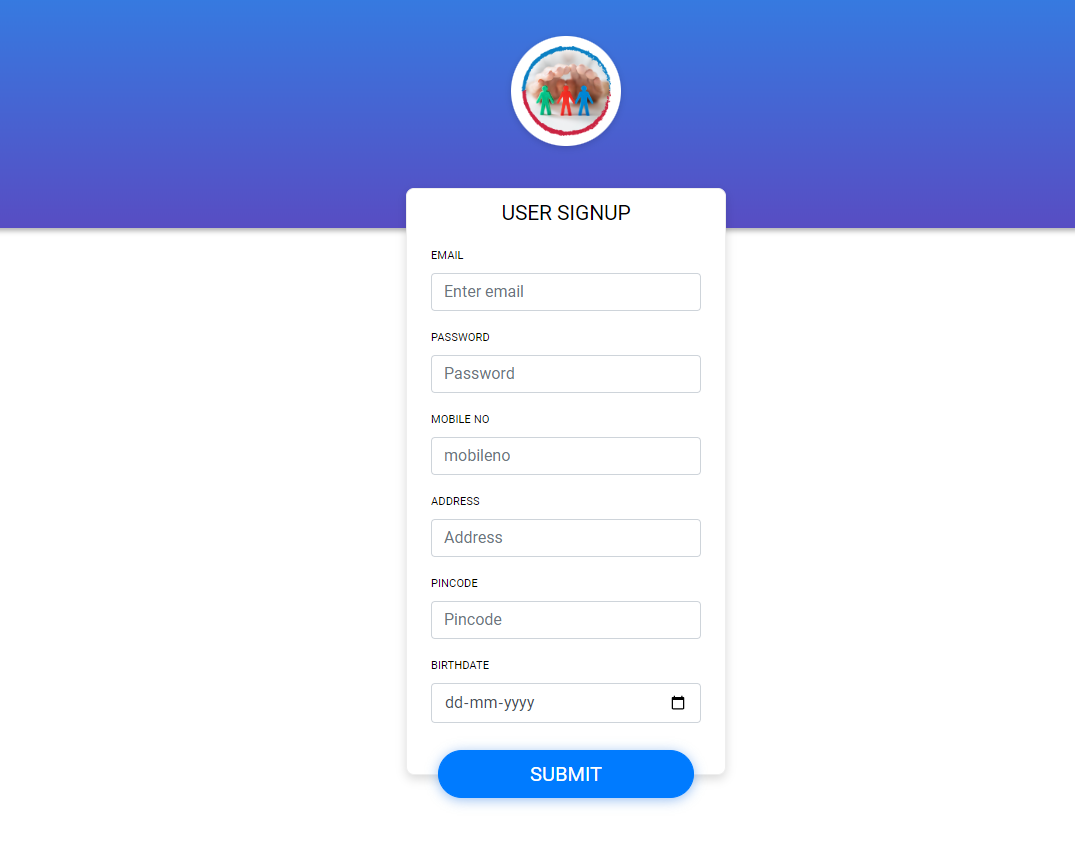 USER SIGNUP
EMAIL
Enter email
PASSWORD
Password
MOBILE NO
mobileno
ADDRESS
Address
PINCODE
Pincode
BIRTHDATE
dd-mm-yyyy
SUBMIT